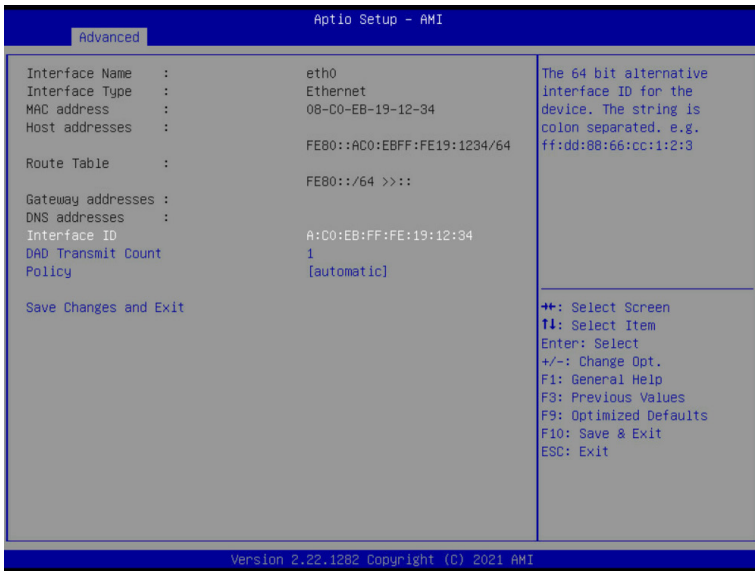 Aptio Setup – AMI
Advanced
Interface Name : eth0
Interface Type : Ethernet
MAC address : 08-C0-EB-19-12-34
Host addresses :
FE80::AC0:EBFF:FE19:1234/64
Route Table :
FE80::/64 >>::
Gateway addresses :
DNS addresses :
Interface ID A:C0:EB:FF:FE:19:12:34
DAD Transmit Count 1
Policy [automatic]
Save Changes and Exit
The 64 bit alternative
interface ID for the
device. The string is
colon separated. e.g.
ff:dd:88:66:cc:1:2:3
→←: Select Screen
↑↓: Select Item
Enter: Select
+/-: Change Opt.
F1: General Help
F3: Previous Values
F9: Optimized Defaults
F10: Save & Exit
ESC: Exit
Version 2.22.1282 Copyright (C) 2021 AMI